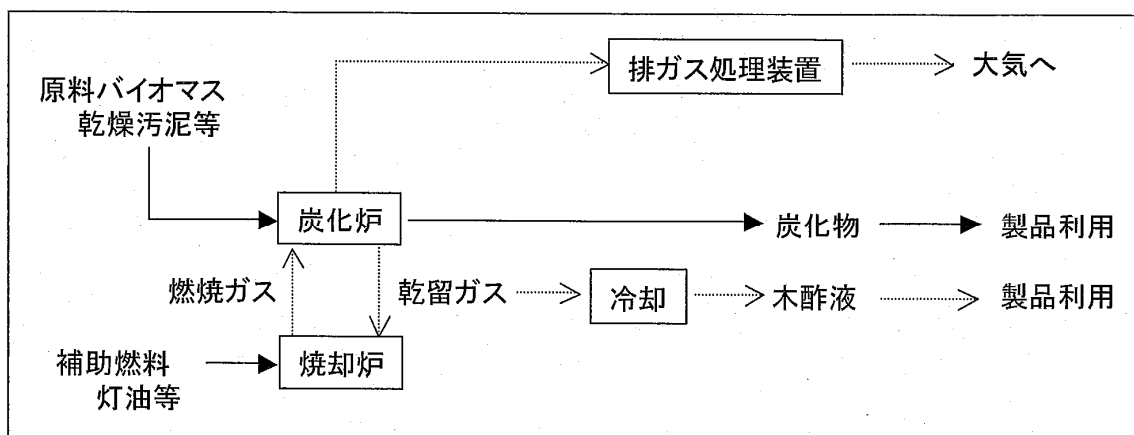 排ガス処理装置
大気へ
原料バイオマス
乾燥汚泥等
炭化炉
炭化物
製品利用
燃焼ガス
乾留ガス
冷却
木酢液
製品利用
補助燃料
灯油等
焼却炉